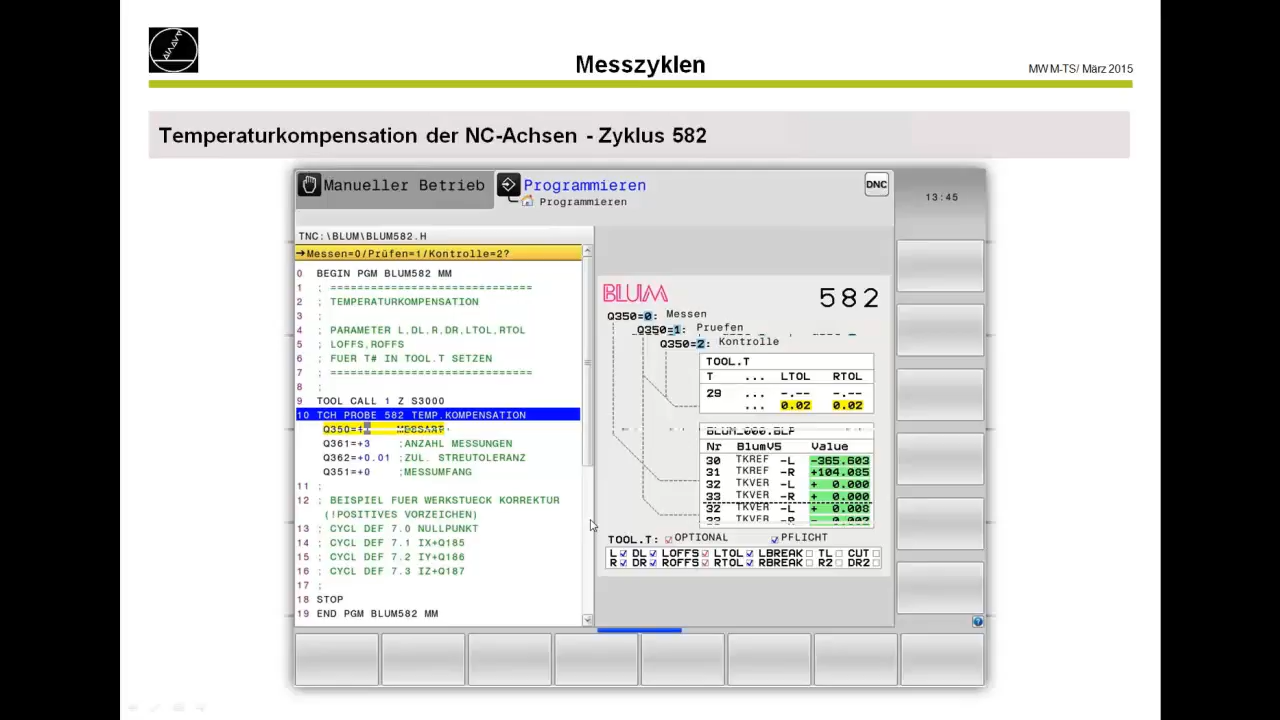 Messzyklen
MWM-TS/ März 2015
Temperaturkompensation der NC-Achsen - Zyklus 582
Manueller Betrieb
Programmieren
Programmieren
DNC
13:45
TNC:\BLUM\BLUM582.H
→Messen=0/Prüfen=1/Kontrolle=2?
0 BEGIN PGM BLUM582 MM
1 ; ==============================
2 ; TEMPERATURKOMPENSATION
3 ;
4 ; PARAMETER L,DL,R,DR,LTOL,RTOL
5 ; LOFFS,ROFFS
6 ; FUER T# IN TOOL.T SETZEN
7 ; ==============================
8 ;
9 TOOL CALL 1 Z S3000
10 TCH PROBE 582 TEMP.KOMPENSATION
Q361=+3 ;ANZAHL MESSUNGEN
Q362=+0.01 ;ZUL. STREUTOLERANZ
Q351=+0 ;MESSUMFANG
11 ;
12 ; BEISPIEL FUER WERKSTUECK KORREKTUR
(!POSITIVES VORZEICHEN)
13 ; CYCL DEF 7.0 NULLPUNKT
14 ; CYCL DEF 7.1 IX+Q185
15 ; CYCL DEF 7.2 IY+Q186
16 ; CYCL DEF 7.3 IZ+Q187
17 ;
18 STOP
19 END PGM BLUM582 MM
BLUM
582
Q350=0: Messen
Q350=1: Pruefen
Q350=2: Kontrolle
TOOL.T
T ... LTOL RTOL
29 ... -.-- -.--
... 0.02 0.02
Nr BlumV5 Value
30 TKREF -L -365.603
31 TKREF -R +104.085
32 TKVER -L + 0.000
33 TKVER -R + 0.000
32 TKVER -L + 0.008
TOOL.T: OPTIONAL PFLICHT
L DL LOFFS LTOL LBREAK TL CUT
R DR ROFFS RTOL RBREAK R2 DR2